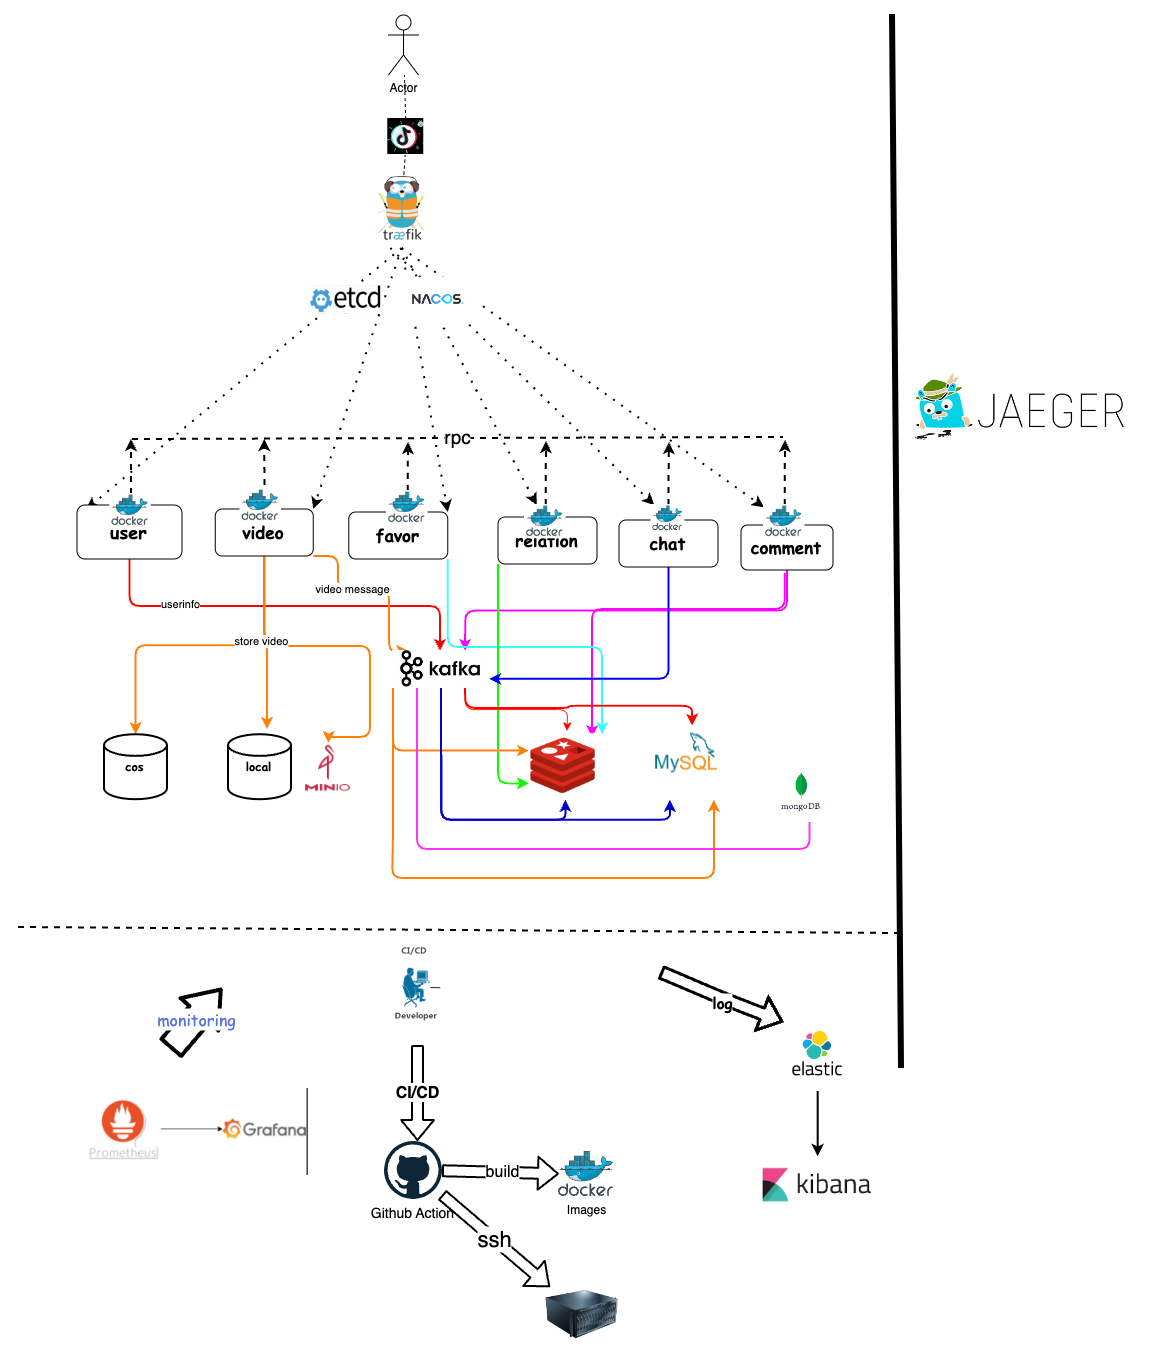 Actor
træfik
etcd
NACOS.
JAEGER
rpc
docker
user
docker
video
docker
favor
docker
relation
docker
chat
docker
comment
video message
userinfo
store video
kafka
cos
local
MINIO
MySQL
mongoDB
CI/CD
Developer
monitoring
log
elastic
CI/CD
Prometheus
Grafana
build
docker
Images
kibana
Github Action
ssh